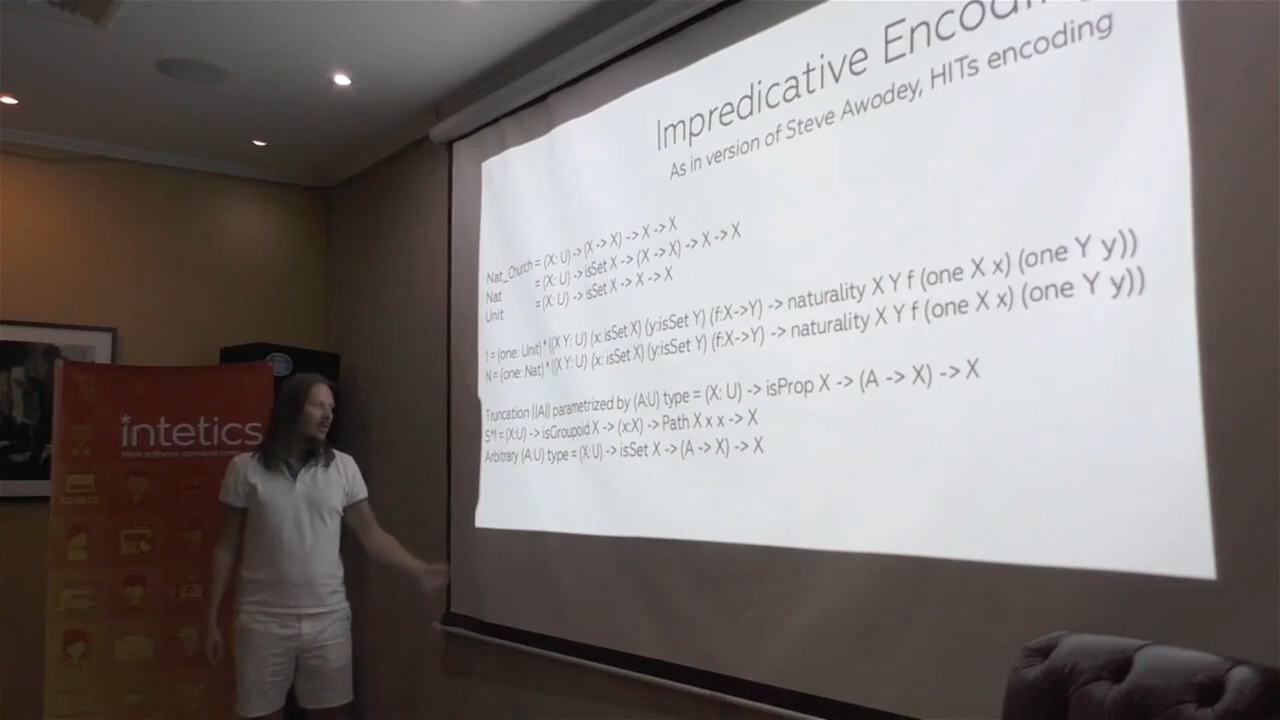 Impredicative Encodin
As in version of Steve Awodey, HITs encoding
Nat_Church = (X: U) -> (X -> X) -> X -> X
Nat = (X: U) -> isSet X -> (X -> X) -> X -> X
Unit = (X: U) -> isSet X -> X -> X
1 = (one: Unit) * ((X Y: U) (x: isSet X) (y:isSet Y) (f:X->Y) -> naturality X Y f (one X x) (one Y y))
N = (one: Nat) * ((X Y: U) (x: isSet X) (y:isSet Y) (f:X->Y) -> naturality X Y f (one X x) (one Y y))
Truncation ||A|| parametrized by (A:U) type = (X: U) -> isProp X -> (A -> X) -> X
S^1 = (X:U) -> isGroupoid X -> (x:X) -> Path X x x -> X
Arbitrary (A:U) type = (X: U) -> isSet X -> (A -> X) -> X
intetics